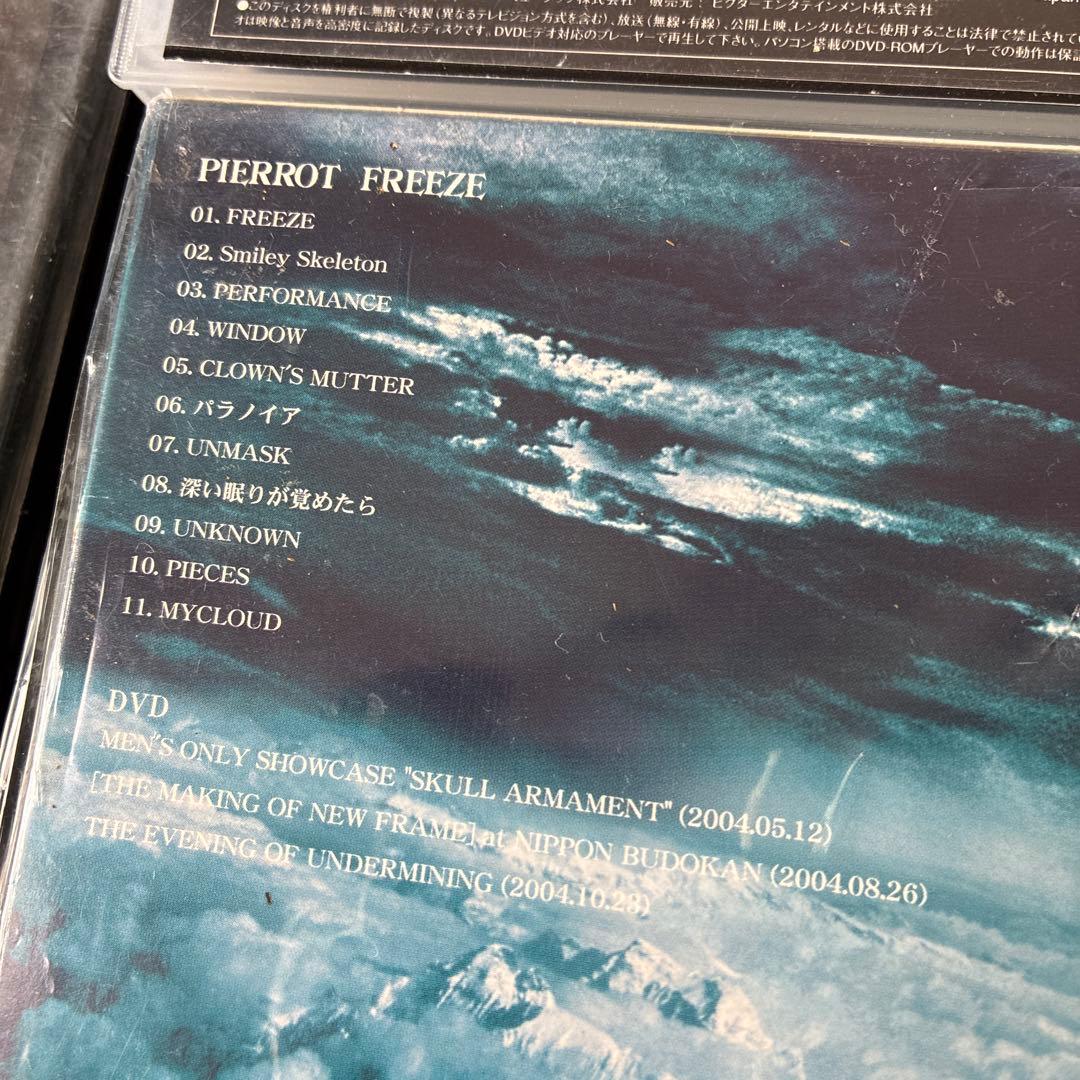 株式会社 販売元:ビクターエンタテインメント株式会社
●このディスクを権利者に無断で複製(異なるテレビジョン方式を含む)、放送(無線・有線)、公開上映、レンタルなどに使用することは法律で禁止されてい
オは映像と音声を高密度に記録したディスクです。DVDビデオ対応のプレーヤーで再生して下さい。パソコン搭載のDVD-ROMプレーヤーでの動作は保証
PIERROT FREEZE
01. FREEZE
02. Smiley Skeleton
03. PERFORMANCE
04. WINDOW
05. CLOWN'S MUTTER
06. パラノイア
07. UNMASK
08. 深い眠りが覚めたら
09. UNKNOWN
10. PIECES
11. MYCLOUD
DVD
MEN'S ONLY SHOWCASE "SKULL ARMAMENT" (2004.05.12)
[THE MAKING OF NEW FRAME] at NIPPON BUDOKAN (2004.08.26)
THE EVENING OF UNDERMINING (2004.10.23)